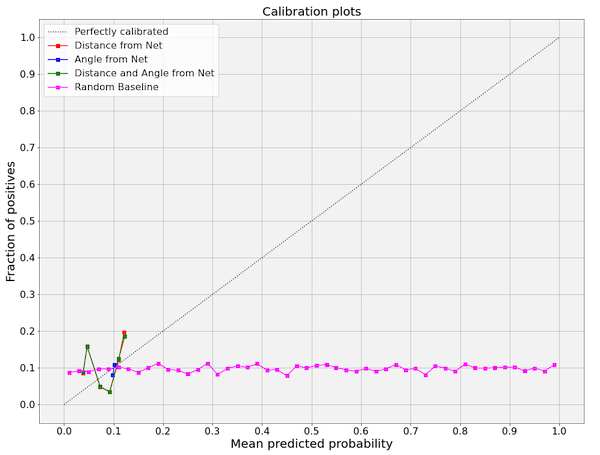 Calibration plots
Perfectly calibrated
Distance from Net
Angle from Net
Distance and Angle from Net
Random Baseline
Fraction of positives
1.0
0.9
0.8
0.7
0.6
0.5
0.4
0.3
0.2
0.1
0.0
0.0 0.1 0.2 0.3 0.4 0.5 0.6 0.7 0.8 0.9 1.0
Mean predicted probability